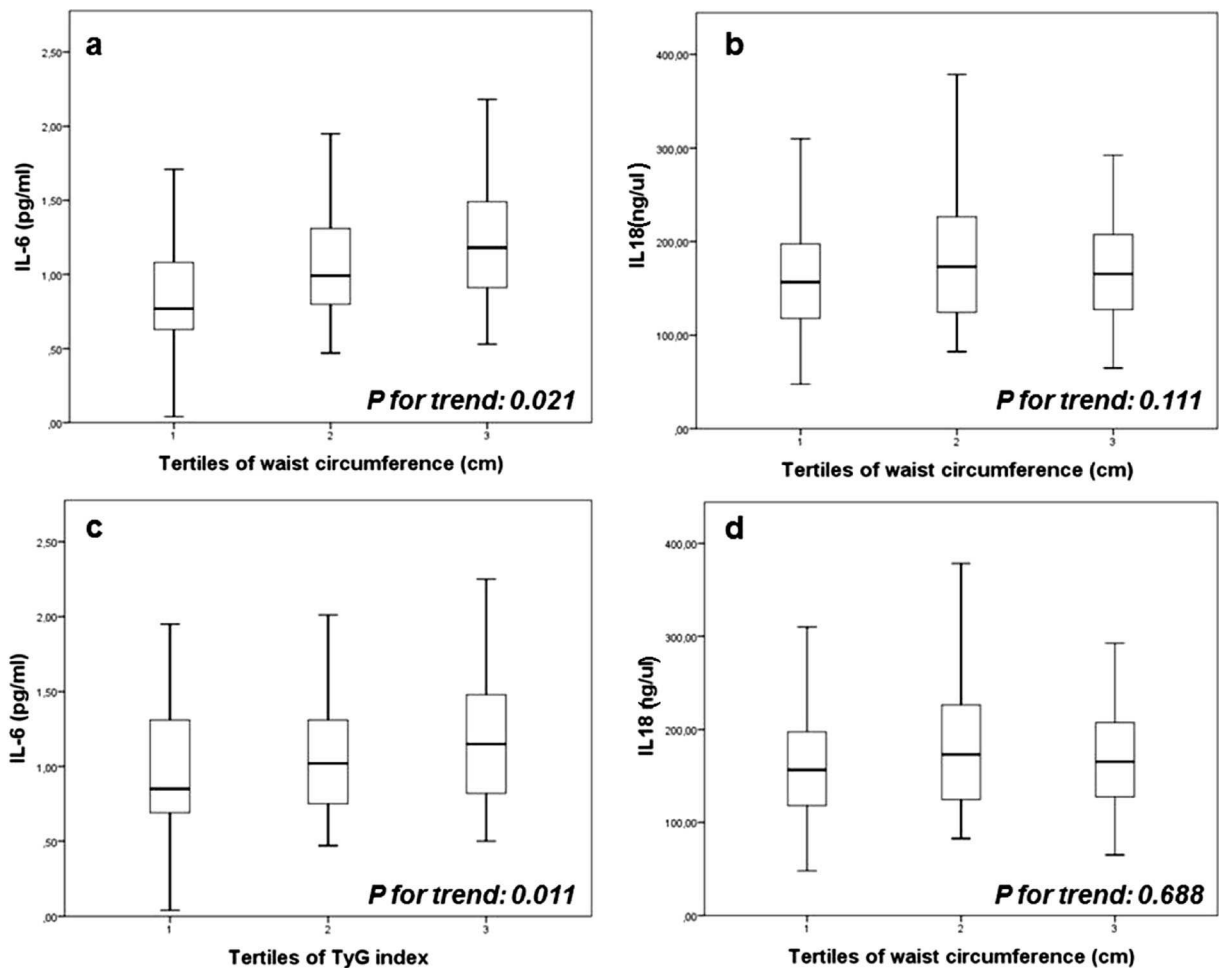 a
2,50
2,00
1,50
1,00
,50
,00
IL-6 (pg/ml)
P for trend: 0.021
1 2 3
Tertiles of waist circumference (cm)
b
400,00
300,00
200,00
100,00
,00
IL18(ng/ul)
P for trend: 0.111
1 2 3
Tertiles of waist circumference (cm)
c
2,50
2,00
1,50
1,00
,50
,00
IL-6 (pg/ml)
P for trend: 0.011
1 2 3
Tertiles of TyG index
d
400,00
300,00
200,00
100,00
,00
IL18 (ng/ul)
P for trend: 0.688
1 2 3
Tertiles of waist circumference (cm)